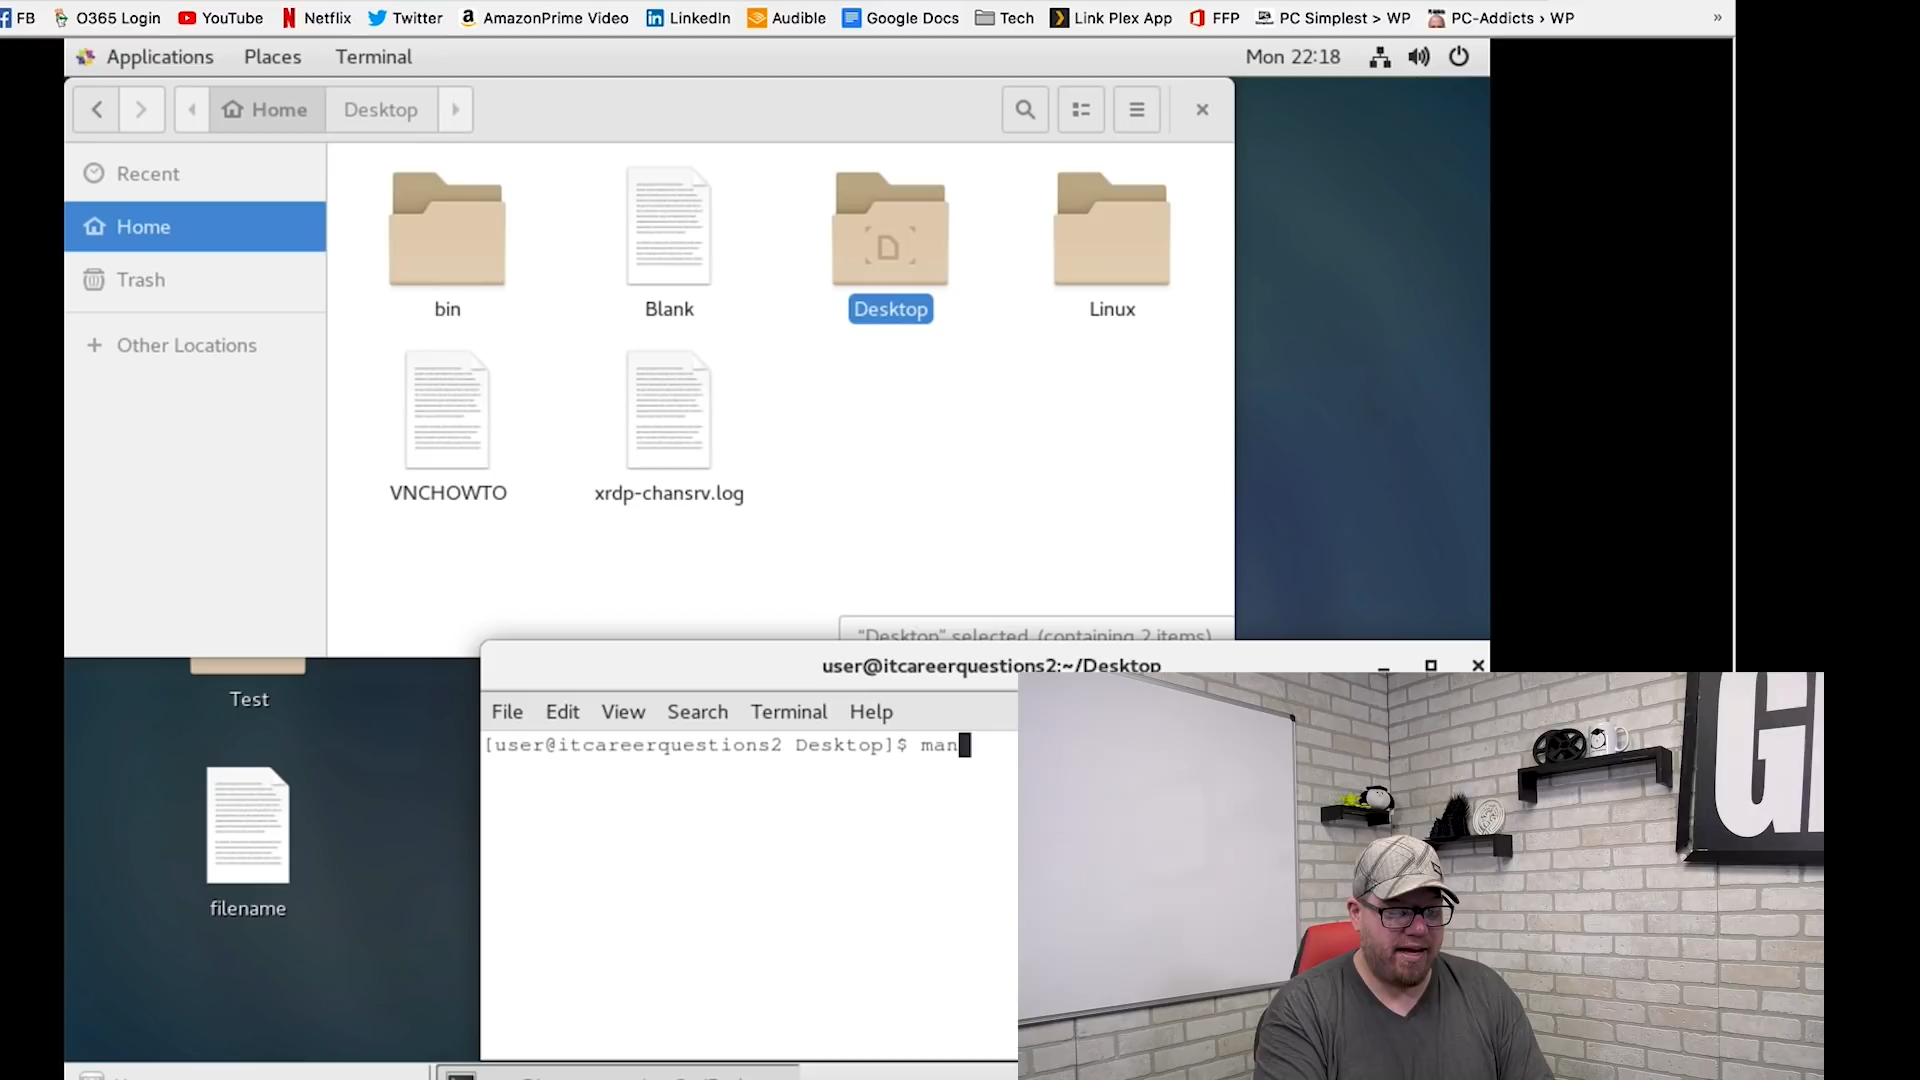 FB O365 Login YouTube Netflix Twitter AmazonPrime Video LinkedIn Audible Google Docs Tech Link Plex App FFP PC Simplest > WP PC-Addicts › WP »
Applications Places Terminal Mon 22:18
Home Desktop
Recent
Home
Trash
+ Other Locations
bin Blank Desktop Linux
VNCHOWTO xrdp-chansrv.log
"Desktop" selected (containing 2 items)
Test
filename
user@itcareerquestions2:~/Desktop
File Edit View Search Terminal Help
[user@itcareerquestions2 Desktop]$ man